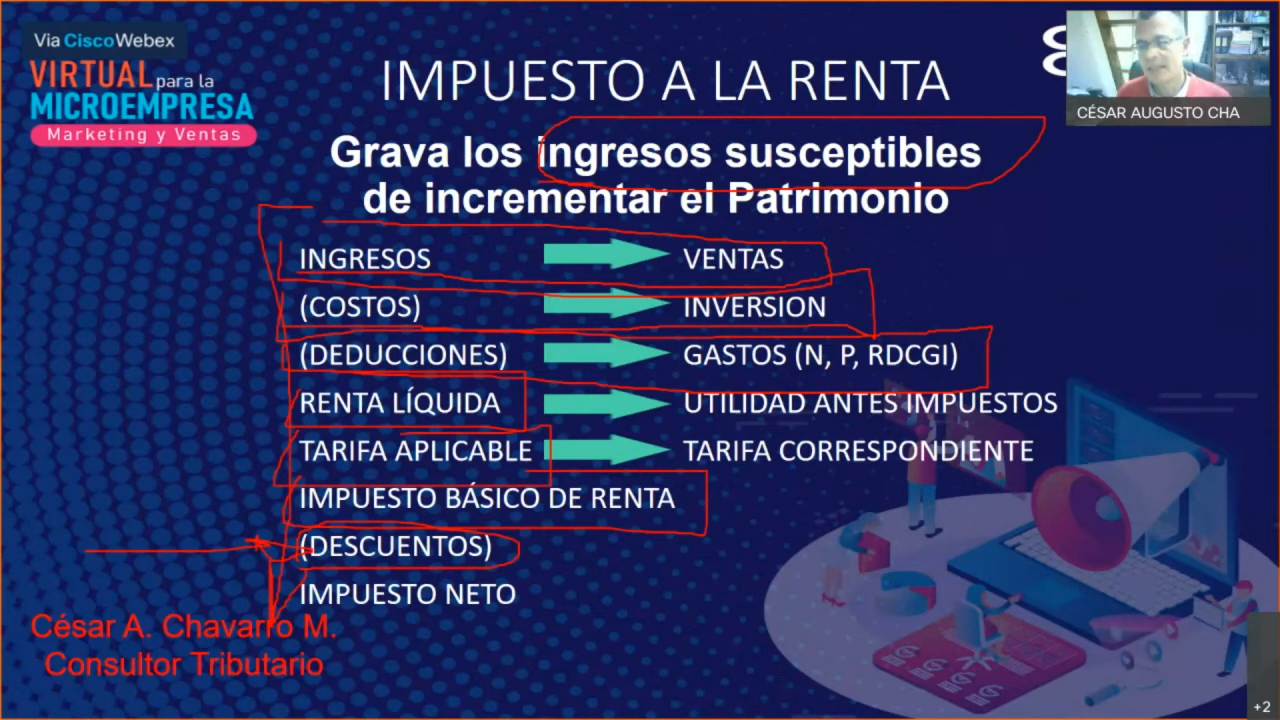 Via Cisco Webex
VIRTUAL para la
MICROEMPRESA
Marketing y Ventas
IMPUESTO A LA RENTA
CÉSAR AUGUSTO CHA
Grava los ingresos susceptibles
de incrementar el Patrimonio
INGRESOS VENTAS
(COSTOS) INVERSION
(DEDUCCIONES) GASTOS (N, P, RDCGI)
RENTA LÍQUIDA UTILIDAD ANTES IMPUESTOS
TARIFA APLICABLE TARIFA CORRESPONDIENTE
IMPUESTO BÁSICO DE RENTA
(DESCUENTOS)
IMPUESTO NETO
César A. Chavarro M.
Consultor Tributario
+2